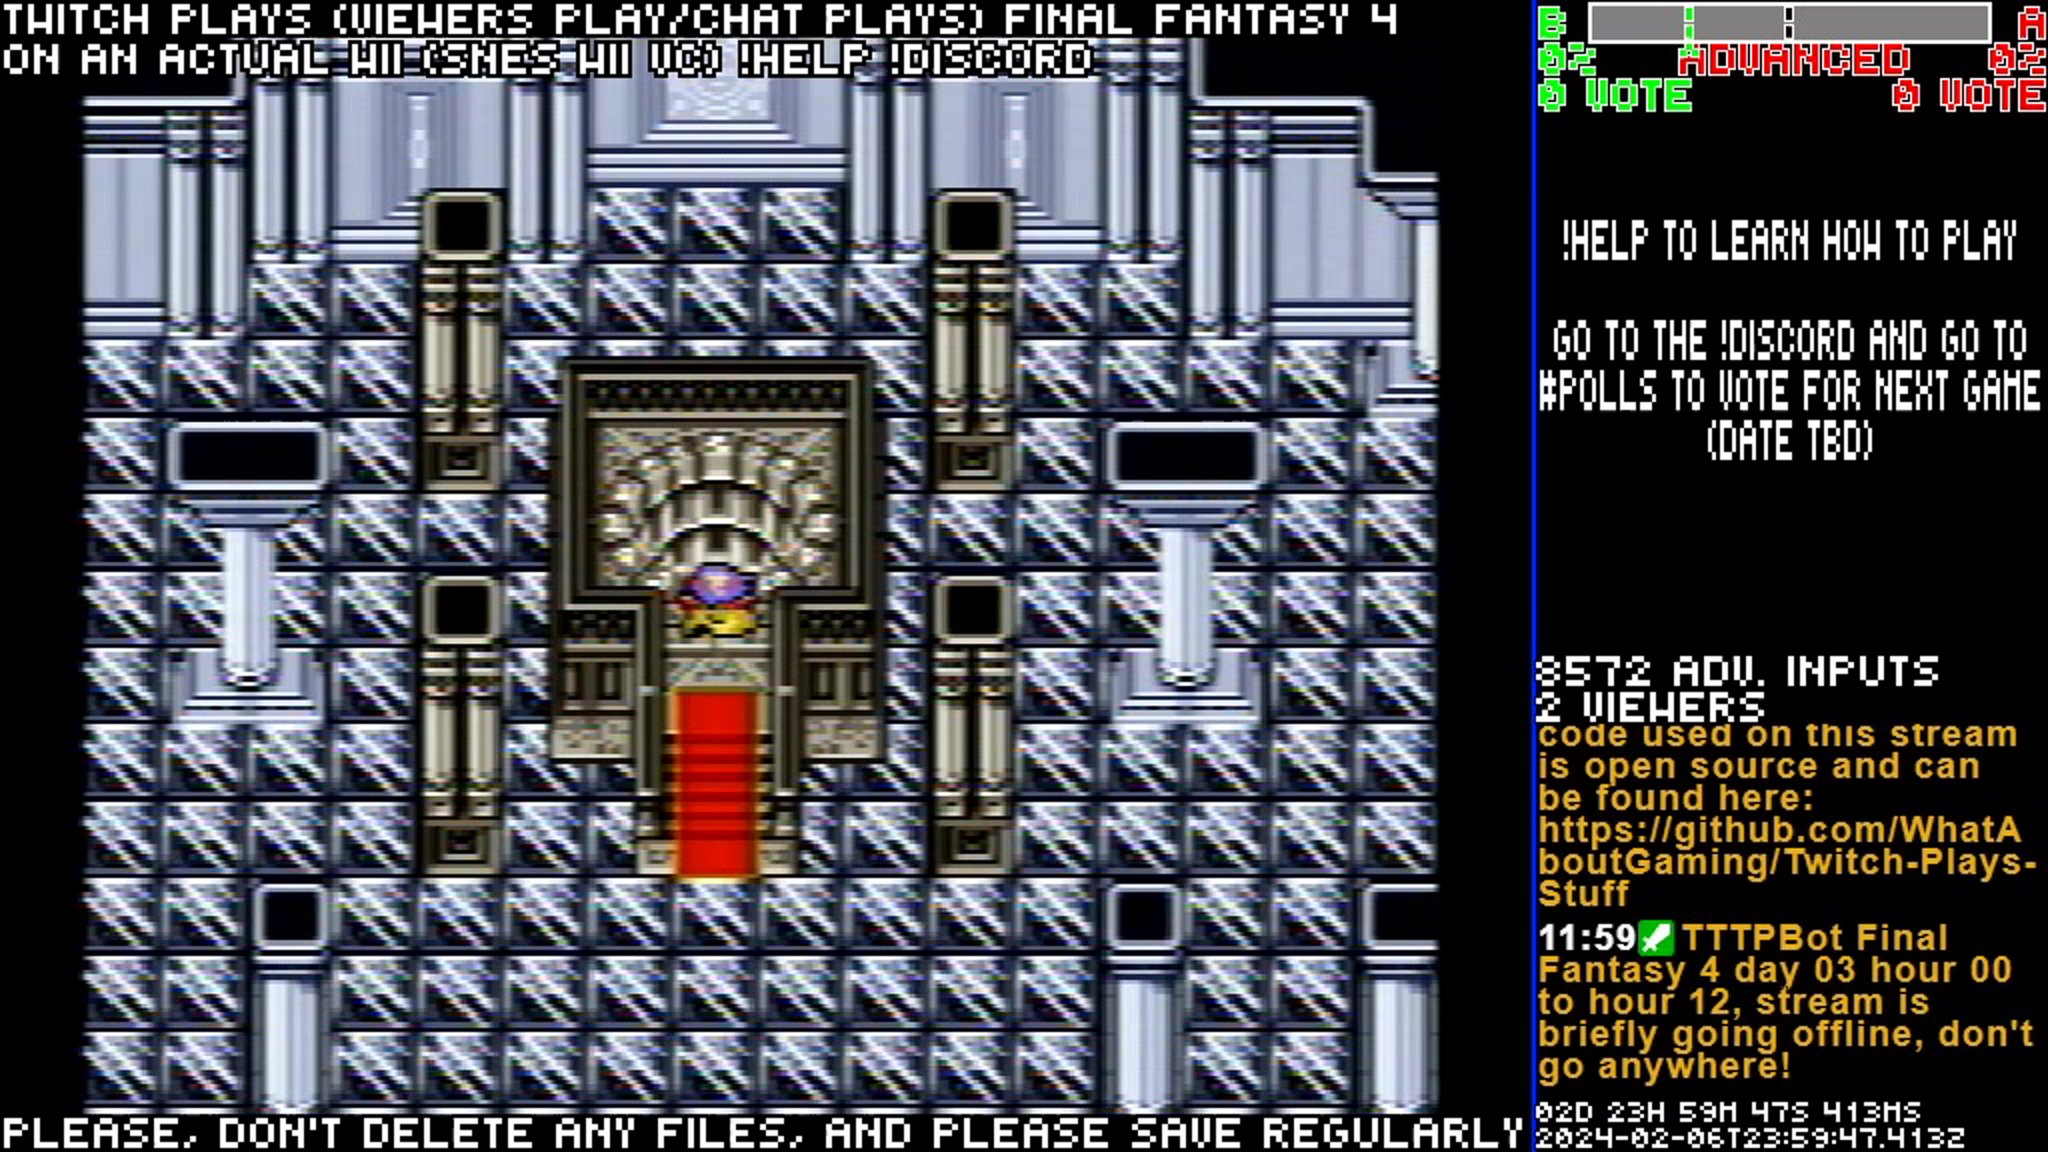 TWITCH PLAYS (VIEWERS PLAY/CHAT PLAYS) FINAL FANTASY 4
ON AN ACTUAL WII (SNES WII VC) !HELP !DISCORD
B A
0% ADVANCED 0%
0 VOTE 0 VOTE
!HELP TO LEARN HOW TO PLAY
GO TO THE !DISCORD AND GO TO
#POLLS TO VOTE FOR NEXT GAME
(DATE TBD)
8572 ADV. INPUTS
2 VIEWERS
code used on this stream
is open source and can
be found here:
https://github.com/WhatA
boutGaming/Twitch-Plays-
Stuff
11:59 TTTPBot Final
Fantasy 4 day 03 hour 00
to hour 12, stream is
briefly going offline, don't
go anywhere!
02D 23H 59M 47S 413MS
2024-02-06T23:59:47.413Z
PLEASE, DON'T DELETE ANY FILES, AND PLEASE SAVE REGULARLY